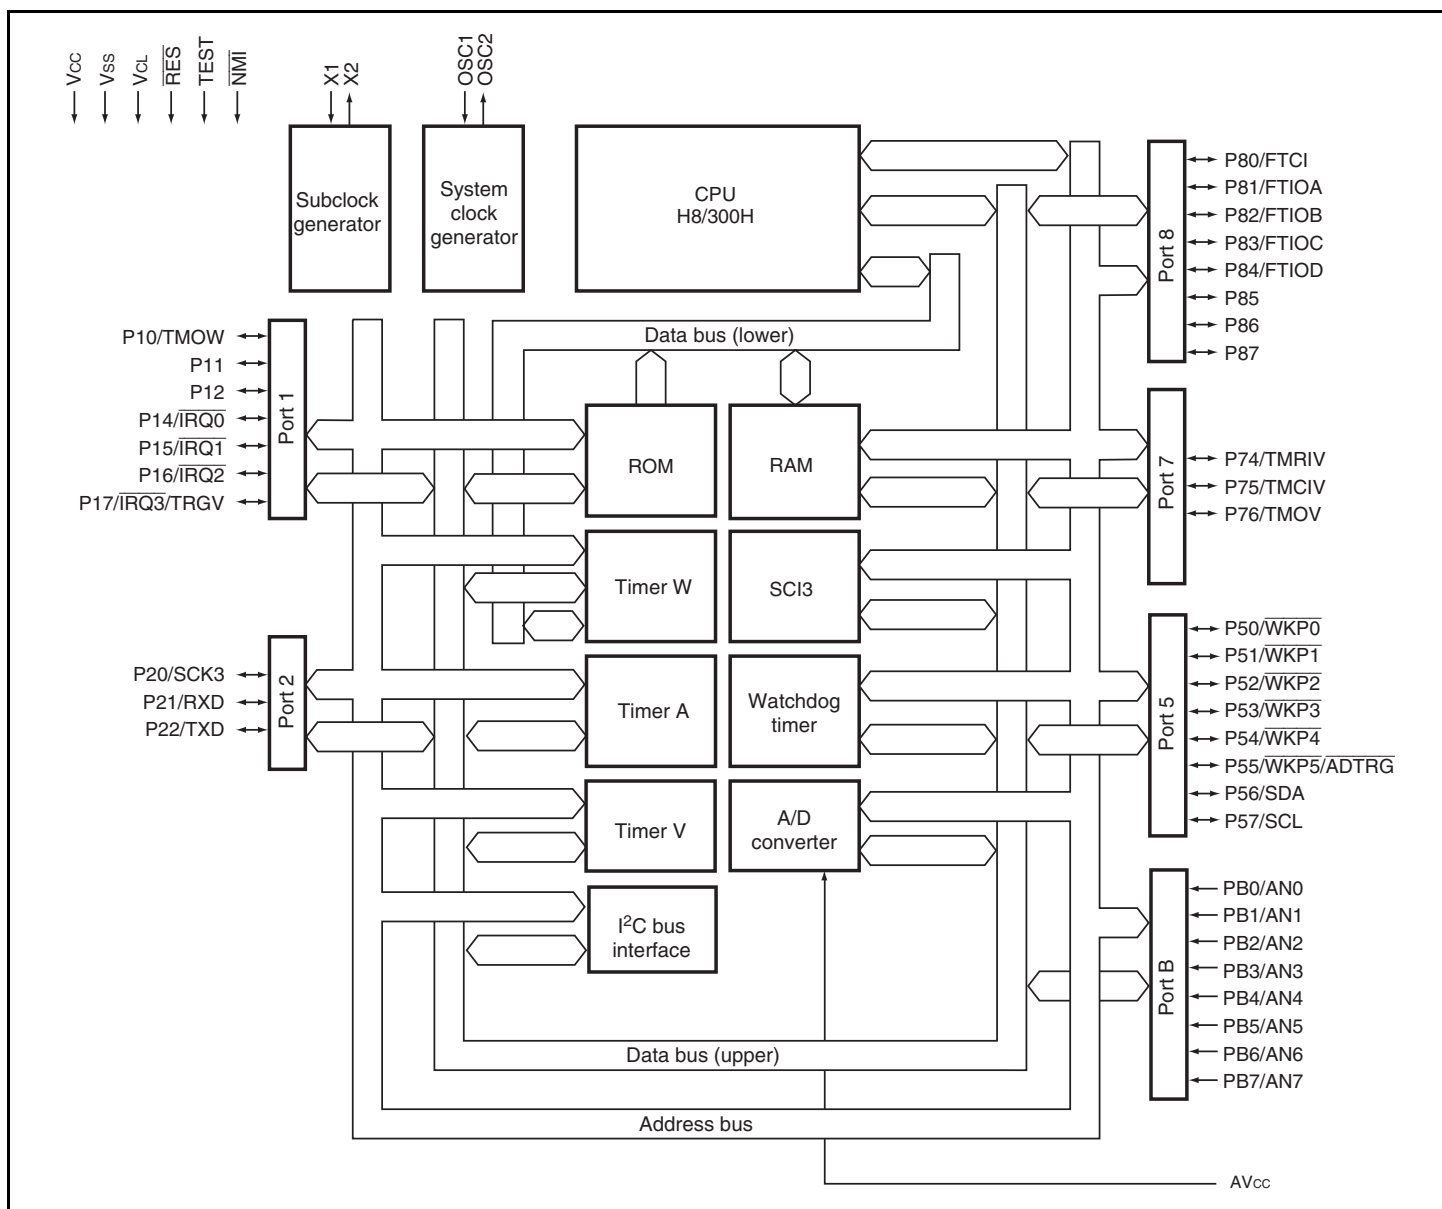 VCC
VSS
VCL
RES
TEST
NMI
X1
X2
OSC1
OSC2
Subclock
generator
System
clock
generator
CPU
H8/300H
Data bus (lower)
Port 1
P10/TMOW
P11
P12
P14/IRQ0
P15/IRQ1
P16/IRQ2
P17/IRQ3/TRGV
Port 2
P20/SCK3
P21/RXD
P22/TXD
ROM
RAM
Timer W
SCI3
Timer A
Watchdog
timer
Timer V
A/D
converter
I²C bus
interface
Data bus (upper)
Address bus
Port 8
P80/FTCI
P81/FTIOA
P82/FTIOB
P83/FTIOC
P84/FTIOD
P85
P86
P87
Port 7
P74/TMRIV
P75/TMCIV
P76/TMOV
Port 5
P50/WKP0
P51/WKP1
P52/WKP2
P53/WKP3
P54/WKP4
P55/WKP5/ADTRG
P56/SDA
P57/SCL
Port B
PB0/AN0
PB1/AN1
PB2/AN2
PB3/AN3
PB4/AN4
PB5/AN5
PB6/AN6
PB7/AN7
AVCC